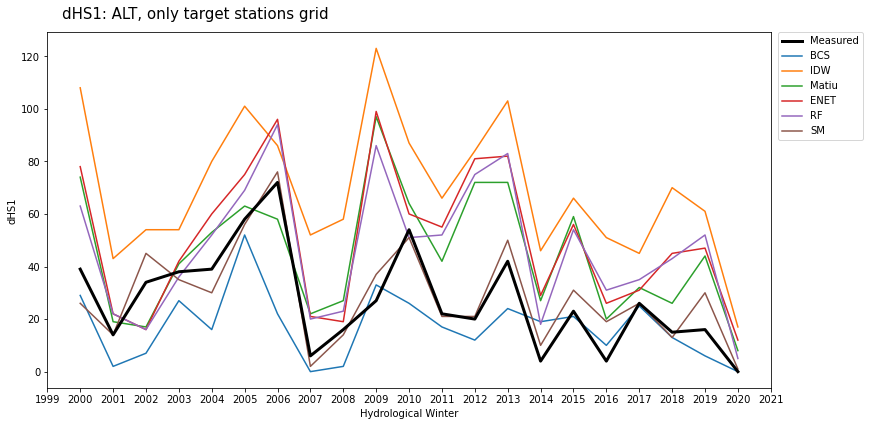 dHS1: ALT, only target stations grid
Measured
BCS
IDW
Matiu
ENET
RF
SM
120
100
80
60
40
20
0
dHS1
1999 2000 2001 2002 2003 2004 2005 2006 2007 2008 2009 2010 2011 2012 2013 2014 2015 2016 2017 2018 2019 2020 2021
Hydrological Winter